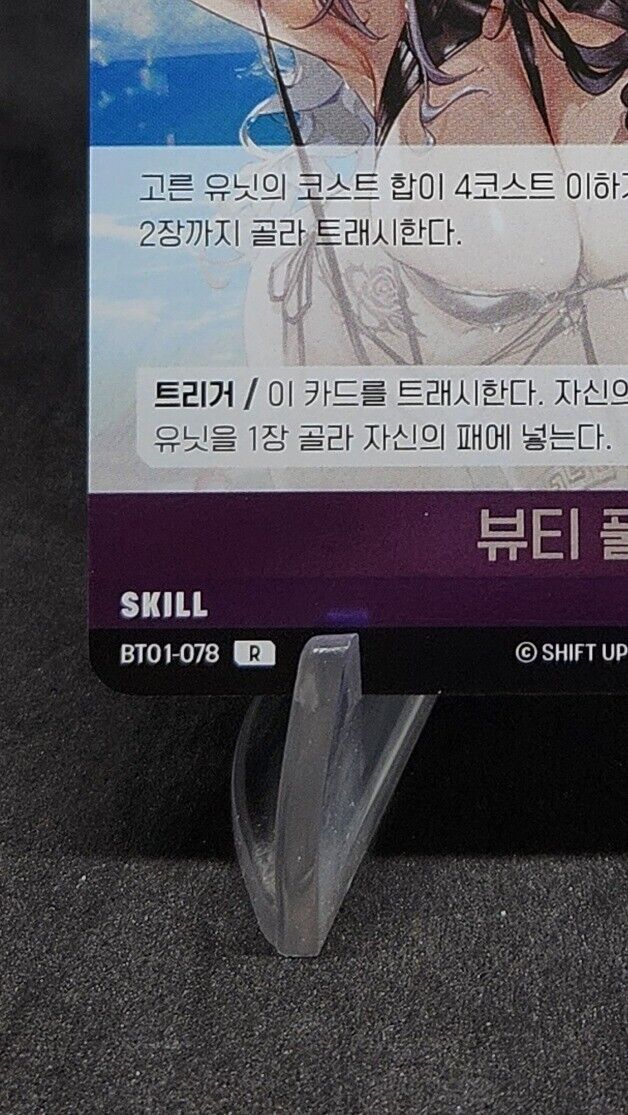 고른 유닛의 코스트 합이 4코스트 이하
2장까지 골라 트래시한다.
트리거 / 이 카드를 트래시한다. 자신의
유닛을 1장 골라 자신의 패에 넣는다.
뷰티
SKILL
BT01-078 R
© SHIFT UP